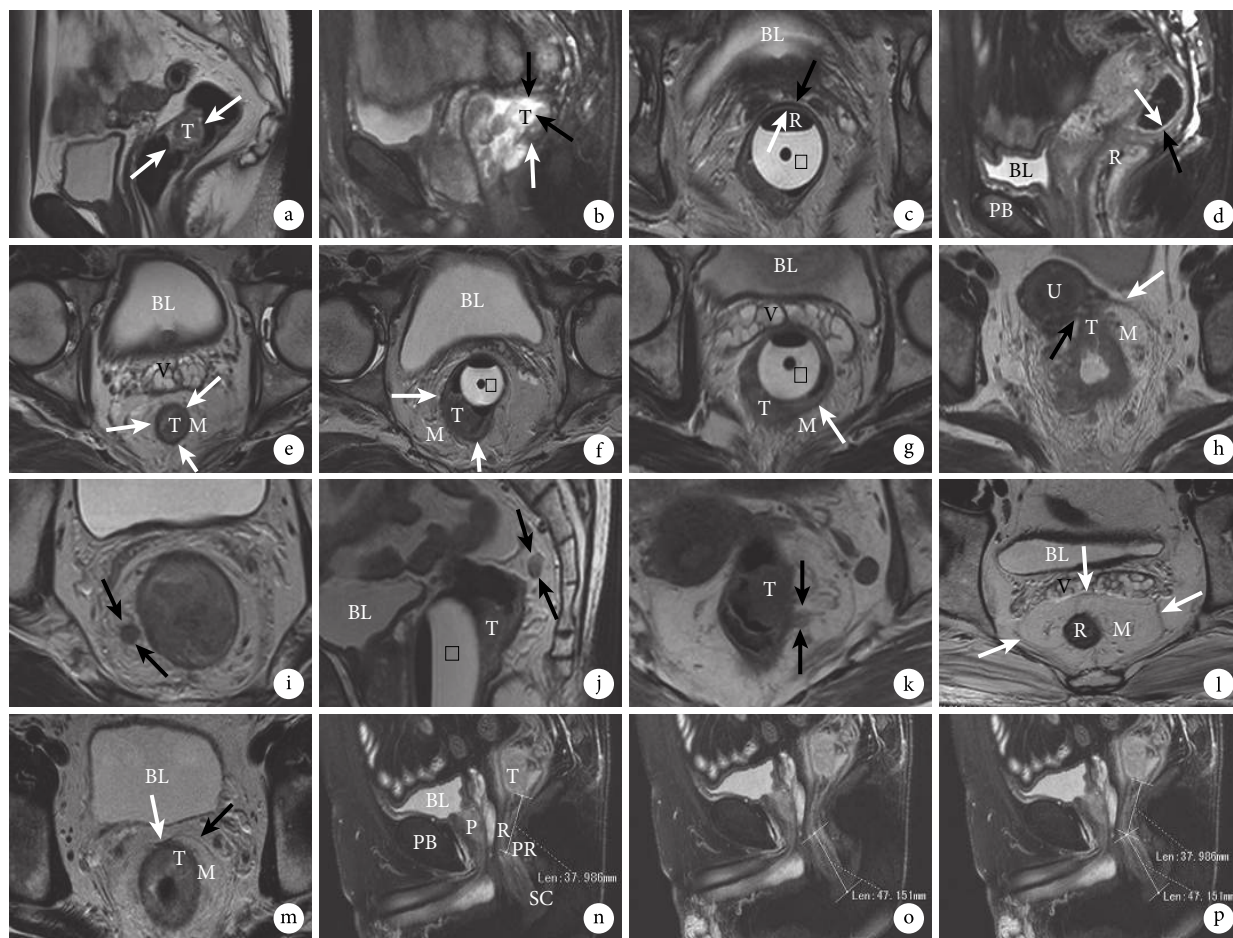 T
a
T
b
BL
R
□
c
BL
R
PB
d
BL
V
T M
e
BL
□
T
M
f
BL
V
□
T
M
g
U
T
M
h
i
BL
T
□
j
T
k
BL
V
R
M
l
BL
T
M
m
T
BL
P
R
PB
PR
Len:37.986mm
SC
n
Len:47.151mm
o
Len:37.986mm
Len:47.151mm
p